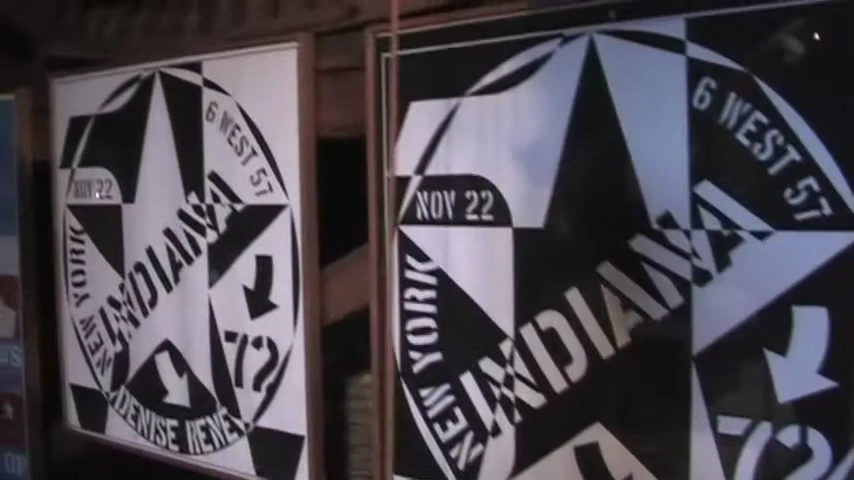 6 WEST 57
NOV 22
INDIANA
NEW YORK
72
DENISE RENE
6 WEST 57
NOV 22
INDIANA
NEW YORK
72